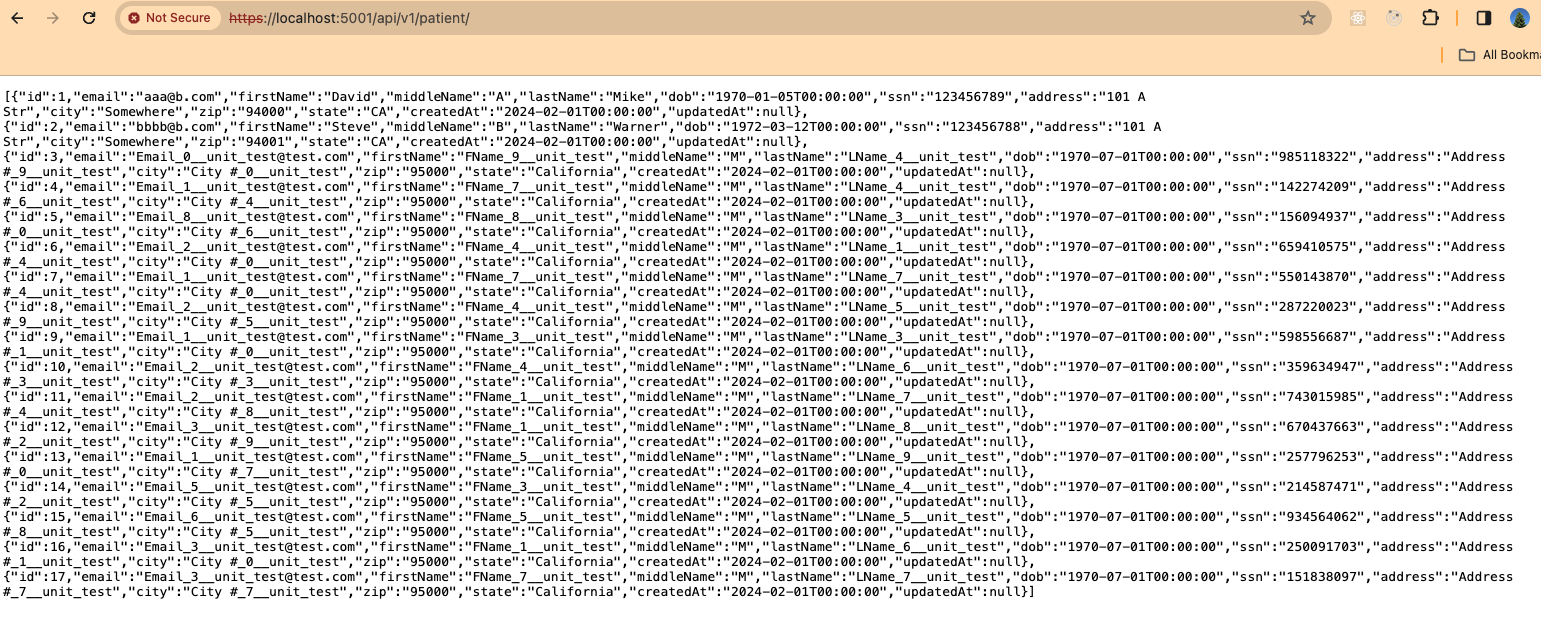 Not Secure https://localhost:5001/api/v1/patient/
All Bookma
[{"id":1,"email":"aaa@b.com","firstName":"David","middleName":"A","lastName":"Mike","dob":"1970-01-05T00:00:00","ssn":"123456789","address":"101 A
Str","city":"Somewhere","zip":"94000","state":"CA","createdAt":"2024-02-01T00:00:00","updatedAt":null},
{"id":2,"email":"bbbb@b.com","firstName":"Steve","middleName":"B","lastName":"Warner","dob":"1972-03-12T00:00:00","ssn":"123456788","address":"101 A
Str","city":"Somewhere","zip":"94001","state":"CA","createdAt":"2024-02-01T00:00:00","updatedAt":null},
{"id":3,"email":"Email_0__unit_test@test.com","firstName":"FName_9__unit_test","middleName":"M","lastName":"LName_4__unit_test","dob":"1970-07-01T00:00:00","ssn":"985118322","address":"Address
#_9__unit_test","city":"City #_0__unit_test","zip":"95000","state":"California","createdAt":"2024-02-01T00:00:00","updatedAt":null},
{"id":4,"email":"Email_1__unit_test@test.com","firstName":"FName_7__unit_test","middleName":"M","lastName":"LName_4__unit_test","dob":"1970-07-01T00:00:00","ssn":"142274209","address":"Address
#_6__unit_test","city":"City #_4__unit_test","zip":"95000","state":"California","createdAt":"2024-02-01T00:00:00","updatedAt":null},
{"id":5,"email":"Email_8__unit_test@test.com","firstName":"FName_8__unit_test","middleName":"M","lastName":"LName_3__unit_test","dob":"1970-07-01T00:00:00","ssn":"156094937","address":"Address
#_0__unit_test","city":"City #_6__unit_test","zip":"95000","state":"California","createdAt":"2024-02-01T00:00:00","updatedAt":null},
{"id":6,"email":"Email_2__unit_test@test.com","firstName":"FName_4__unit_test","middleName":"M","lastName":"LName_1__unit_test","dob":"1970-07-01T00:00:00","ssn":"659410575","address":"Address
#_4__unit_test","city":"City #_0__unit_test","zip":"95000","state":"California","createdAt":"2024-02-01T00:00:00","updatedAt":null},
{"id":7,"email":"Email_1__unit_test@test.com","firstName":"FName_7__unit_test","middleName":"M","lastName":"LName_7__unit_test","dob":"1970-07-01T00:00:00","ssn":"550143870","address":"Address
#_4__unit_test","city":"City #_0__unit_test","zip":"95000","state":"California","createdAt":"2024-02-01T00:00:00","updatedAt":null},
{"id":8,"email":"Email_2__unit_test@test.com","firstName":"FName_4__unit_test","middleName":"M","lastName":"LName_5__unit_test","dob":"1970-07-01T00:00:00","ssn":"287220023","address":"Address
#_9__unit_test","city":"City #_5__unit_test","zip":"95000","state":"California","createdAt":"2024-02-01T00:00:00","updatedAt":null},
{"id":9,"email":"Email_1__unit_test@test.com","firstName":"FName_3__unit_test","middleName":"M","lastName":"LName_3__unit_test","dob":"1970-07-01T00:00:00","ssn":"598556687","address":"Address
#_1__unit_test","city":"City #_0__unit_test","zip":"95000","state":"California","createdAt":"2024-02-01T00:00:00","updatedAt":null},
{"id":10,"email":"Email_2__unit_test@test.com","firstName":"FName_4__unit_test","middleName":"M","lastName":"LName_6__unit_test","dob":"1970-07-01T00:00:00","ssn":"359634947","address":"Address
#_3__unit_test","city":"City #_3__unit_test","zip":"95000","state":"California","createdAt":"2024-02-01T00:00:00","updatedAt":null},
{"id":11,"email":"Email_2__unit_test@test.com","firstName":"FName_1__unit_test","middleName":"M","lastName":"LName_7__unit_test","dob":"1970-07-01T00:00:00","ssn":"743015985","address":"Address
#_4__unit_test","city":"City #_8__unit_test","zip":"95000","state":"California","createdAt":"2024-02-01T00:00:00","updatedAt":null},
{"id":12,"email":"Email_3__unit_test@test.com","firstName":"FName_1__unit_test","middleName":"M","lastName":"LName_8__unit_test","dob":"1970-07-01T00:00:00","ssn":"670437663","address":"Address
#_2__unit_test","city":"City #_9__unit_test","zip":"95000","state":"California","createdAt":"2024-02-01T00:00:00","updatedAt":null},
{"id":13,"email":"Email_1__unit_test@test.com","firstName":"FName_5__unit_test","middleName":"M","lastName":"LName_9__unit_test","dob":"1970-07-01T00:00:00","ssn":"257796253","address":"Address
#_0__unit_test","city":"City #_7__unit_test","zip":"95000","state":"California","createdAt":"2024-02-01T00:00:00","updatedAt":null},
{"id":14,"email":"Email_5__unit_test@test.com","firstName":"FName_3__unit_test","middleName":"M","lastName":"LName_4__unit_test","dob":"1970-07-01T00:00:00","ssn":"214587471","address":"Address
#_2__unit_test","city":"City #_5__unit_test","zip":"95000","state":"California","createdAt":"2024-02-01T00:00:00","updatedAt":null},
{"id":15,"email":"Email_6__unit_test@test.com","firstName":"FName_5__unit_test","middleName":"M","lastName":"LName_5__unit_test","dob":"1970-07-01T00:00:00","ssn":"934564062","address":"Address
#_8__unit_test","city":"City #_5__unit_test","zip":"95000","state":"California","createdAt":"2024-02-01T00:00:00","updatedAt":null},
{"id":16,"email":"Email_3__unit_test@test.com","firstName":"FName_1__unit_test","middleName":"M","lastName":"LName_6__unit_test","dob":"1970-07-01T00:00:00","ssn":"250091703","address":"Address
#_1__unit_test","city":"City #_0__unit_test","zip":"95000","state":"California","createdAt":"2024-02-01T00:00:00","updatedAt":null},
{"id":17,"email":"Email_3__unit_test@test.com","firstName":"FName_7__unit_test","middleName":"M","lastName":"LName_7__unit_test","dob":"1970-07-01T00:00:00","ssn":"151838097","address":"Address
#_7__unit_test","city":"City #_7__unit_test","zip":"95000","state":"California","createdAt":"2024-02-01T00:00:00","updatedAt":null}]